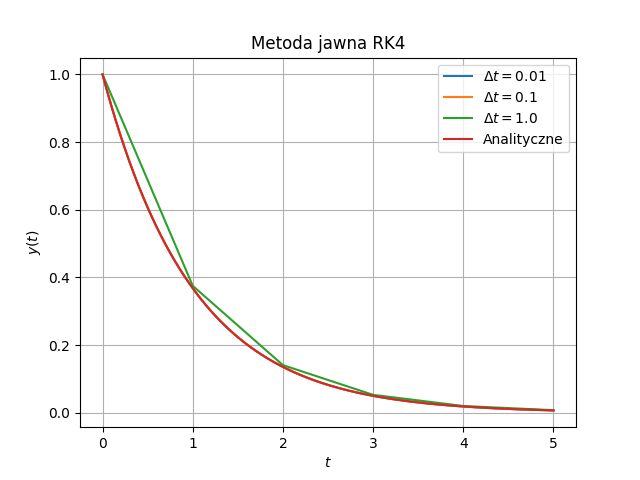 Metoda jawna RK4
Δt = 0.01
Δt = 0.1
Δt = 1.0
Analityczne
y(t)
1.0
0.8
0.6
0.4
0.2
0.0
0 1 2 3 4 5
t